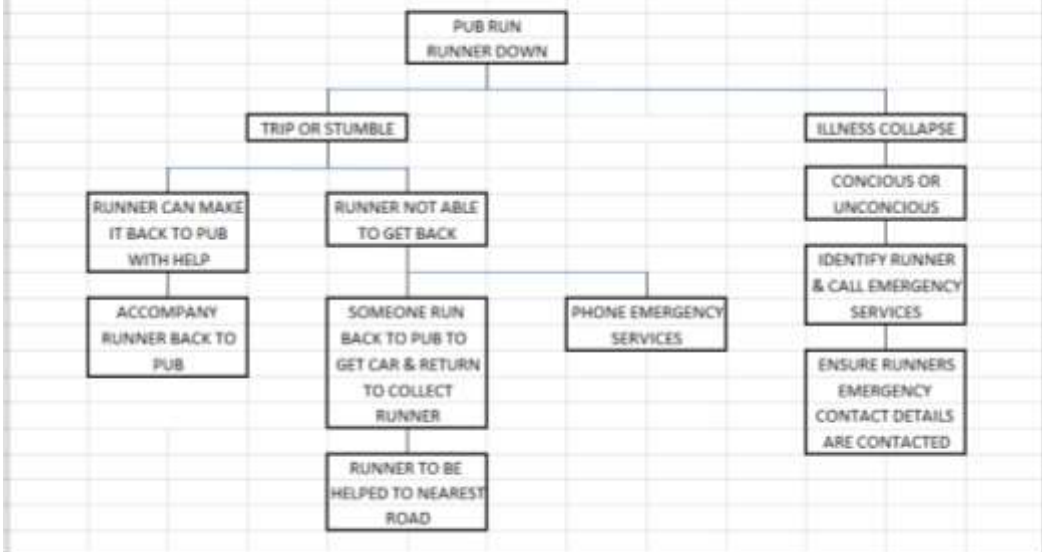 PUB RUN
RUNNER DOWN
TRIP OR STUMBLE
ILLNESS COLLAPSE
RUNNER CAN MAKE
IT BACK TO PUB
WITH HELP
RUNNER NOT ABLE
TO GET BACK
CONCIOUS OR
UNCONCIOUS
ACCOMPANY
RUNNER BACK TO
PUB
SOMEONE RUN
BACK TO PUB TO
GET CAR & RETURN
TO COLLECT
RUNNER
PHONE EMERGENCY
SERVICES
IDENTIFY RUNNER
& CALL EMERGENCY
SERVICES
RUNNER TO BE
HELPED TO NEAREST
ROAD
ENSURE RUNNERS
EMERGENCY
CONTACT DETAILS
ARE CONTACTED